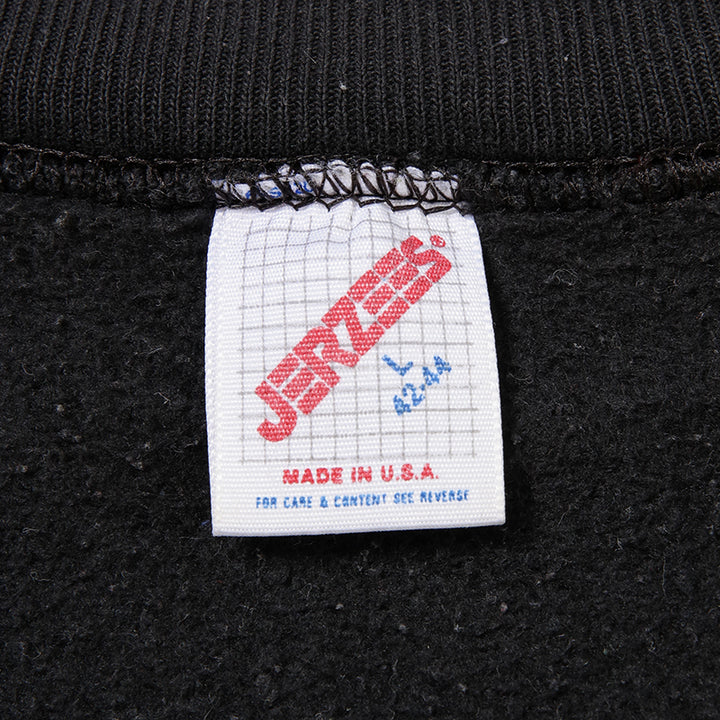 JERZEES®
L
42-44
MADE IN U.S.A.
FOR CARE & CONTENT SEE REVERSE